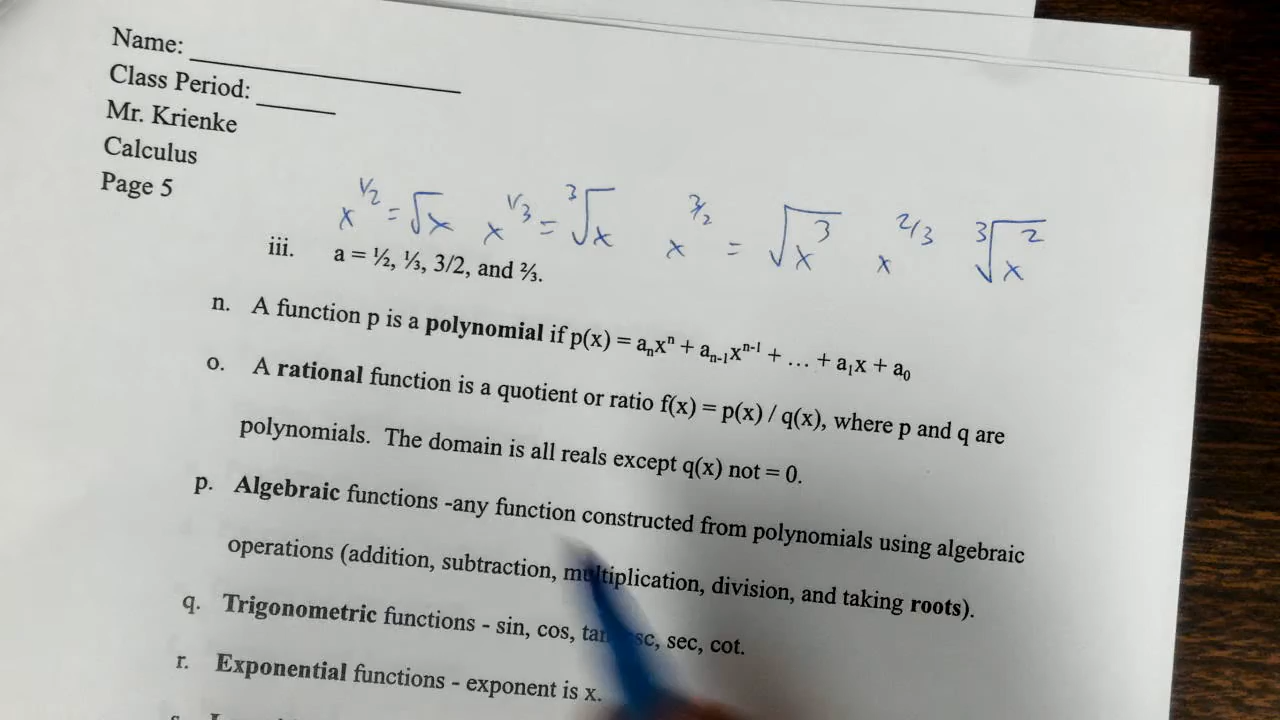 Name: ____________
Class Period: _____
Mr. Krienke
Calculus
Page 5
x^1/2 = √x x^1/3 = ∛x x^3/2 = √x^3 x^2/3 ∛x^2
iii. a = ½, ⅓, 3/2, and ⅔.
n. A function p is a polynomial if p(x) = aₙxⁿ + aₙ₋₁xⁿ⁻¹ + … + a₁x + a₀
o. A rational function is a quotient or ratio f(x) = p(x) / q(x), where p and q are
polynomials. The domain is all reals except q(x) not = 0.
p. Algebraic functions -any function constructed from polynomials using algebraic
operations (addition, subtraction, multiplication, division, and taking roots).
q. Trigonometric functions - sin, cos, sec, cot.
r. Exponential functions - exponent is x.